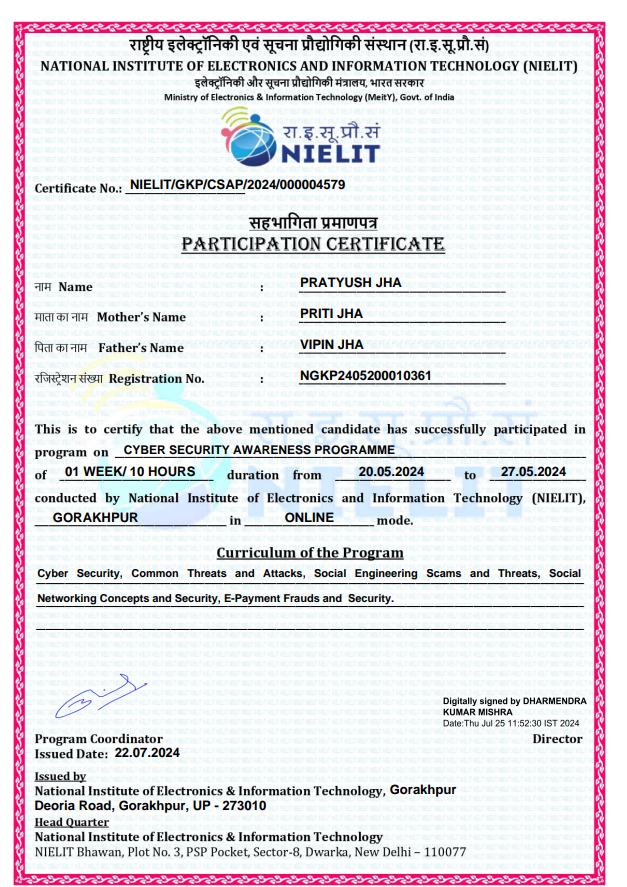 राष्ट्रीय इलेक्ट्रॉनिकी एवं सूचना प्रौद्योगिकी संस्थान (रा.इ.सू.प्रौ.सं)
NATIONAL INSTITUTE OF ELECTRONICS AND INFORMATION TECHNOLOGY (NIELIT)
इलेक्ट्रॉनिकी और सूचना प्रौद्योगिकी मंत्रालय, भारत सरकार
Ministry of Electronics & Information Technology (MeitY), Govt. of India
रा.इ.सू.प्रौ.सं
NIELIT
Certificate No.: NIELIT/GKP/CSAP/2024/000004579
सहभागिता प्रमाणपत्र
PARTICIPATION CERTIFICATE
नाम Name : PRATYUSH JHA
माता का नाम Mother's Name : PRITI JHA
पिता का नाम Father's Name : VIPIN JHA
रजिस्ट्रेशन संख्या Registration No. : NGKP2405200010361
This is to certify that the above mentioned candidate has successfully participated in
program on CYBER SECURITY AWARENESS PROGRAMME
of 01 WEEK/ 10 HOURS duration from 20.05.2024 to 27.05.2024
conducted by National Institute of Electronics and Information Technology (NIELIT),
GORAKHPUR in ONLINE mode.
Curriculum of the Program
Cyber Security, Common Threats and Attacks, Social Engineering Scams and Threats, Social
Networking Concepts and Security, E-Payment Frauds and Security.
Digitally signed by DHARMENDRA
KUMAR MISHRA
Date:Thu Jul 25 11:52:30 IST 2024
Program Coordinator Director
Issued Date: 22.07.2024
Issued by
National Institute of Electronics & Information Technology, Gorakhpur
Deoria Road, Gorakhpur, UP - 273010
Head Quarter
National Institute of Electronics & Information Technology
NIELIT Bhawan, Plot No. 3, PSP Pocket, Sector-8, Dwarka, New Delhi – 110077